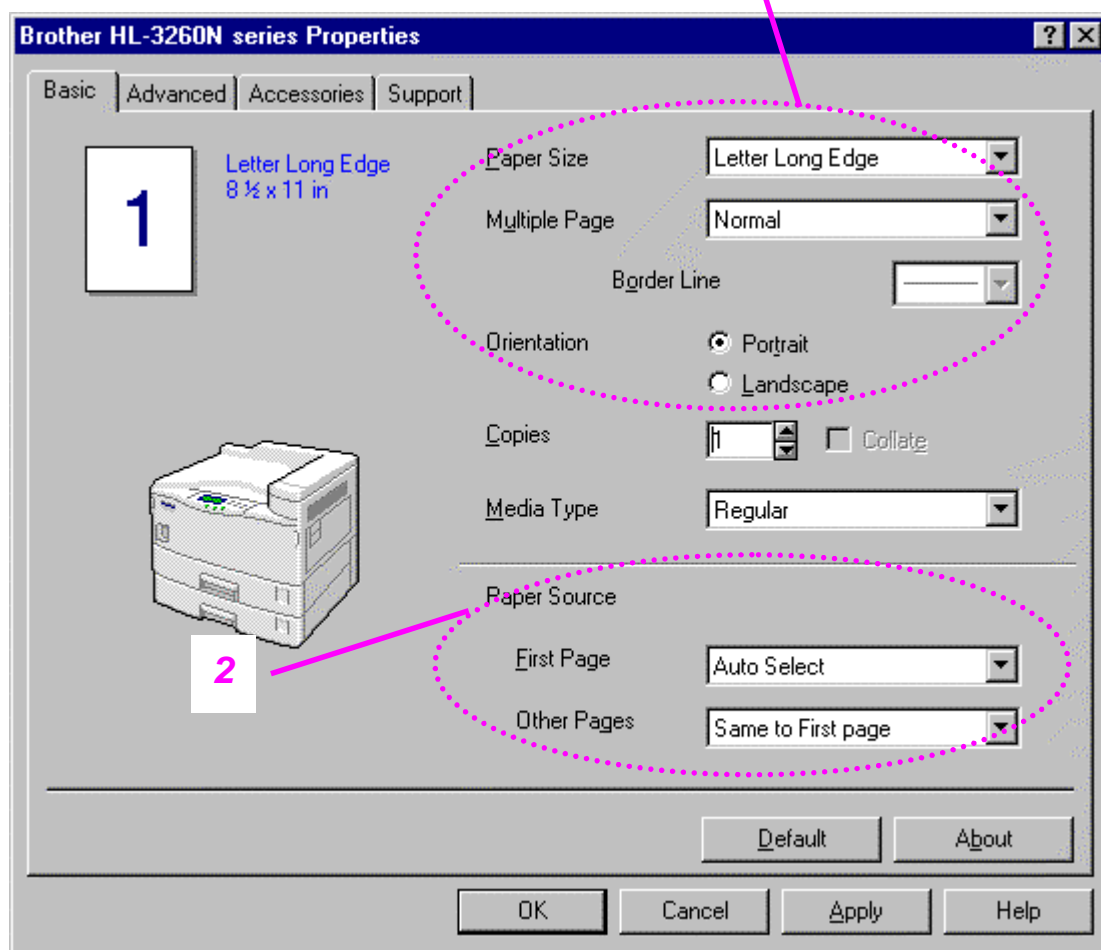 Brother HL-3260N series Properties
Basic Advanced Accessories Support
1
Letter Long Edge
8 ½ x 11 in
Paper Size Letter Long Edge
Multiple Page Normal
Border Line
Orientation Portrait
Landscape
Copies 1 Collate
Media Type Regular
Paper Source
2
First Page Auto Select
Other Pages Same to First page
Default About
OK Cancel Apply Help